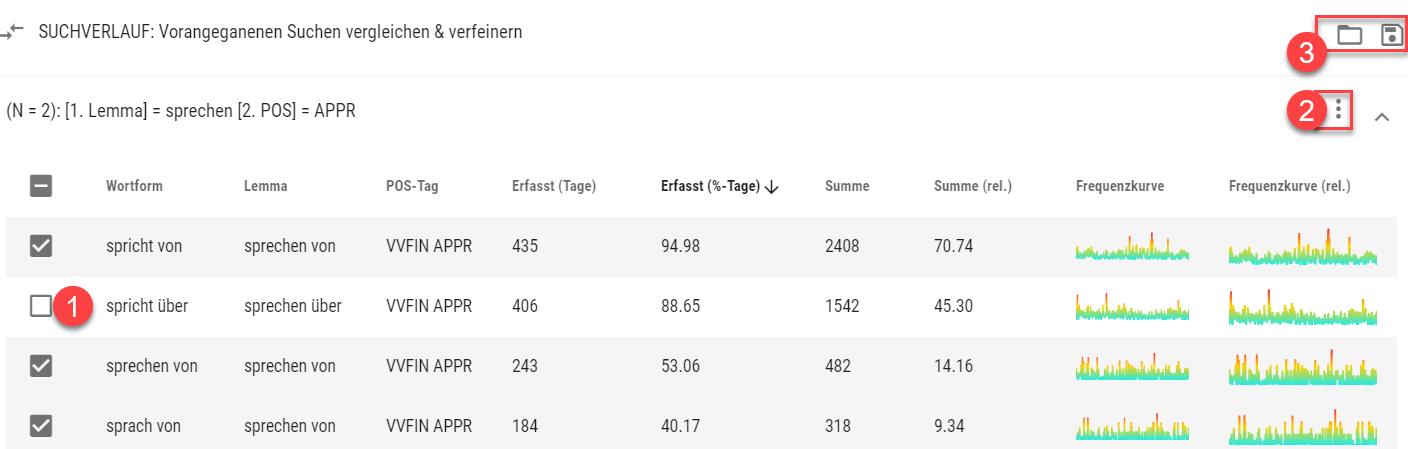 SUCHVERLAUF: Vorangeganenen Suchen vergleichen & verfeinern
3
(N = 2): [1. Lemma] = sprechen [2. POS] = APPR
2
Wortform Lemma POS-Tag Erfasst (Tage) Erfasst (%-Tage) Summe Summe (rel.) Frequenzkurve Frequenzkurve (rel.)
spricht von sprechen von VVFIN APPR 435 94.98 2408 70.74
1 spricht über sprechen über VVFIN APPR 406 88.65 1542 45.30
sprechen von sprechen von VVFIN APPR 243 53.06 482 14.16
sprach von sprechen von VVFIN APPR 184 40.17 318 9.34